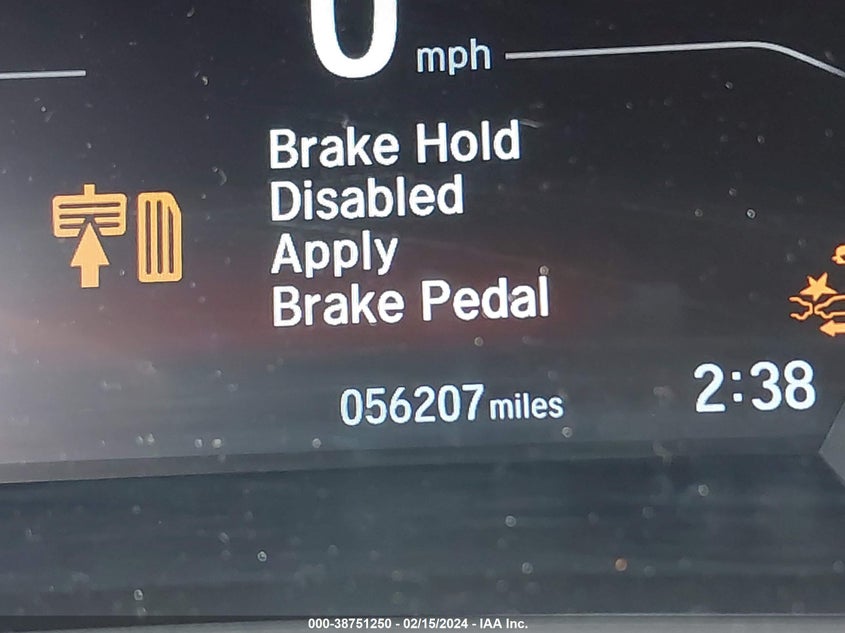 0 mph
Brake Hold
Disabled
Apply
Brake Pedal
056207 miles
2:38
000-38751250 - 02/15/2024 - IAA Inc.